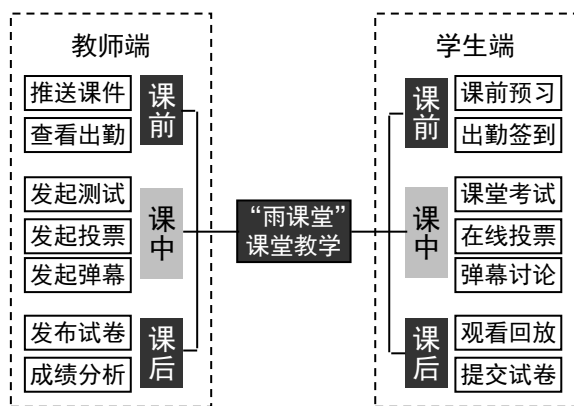 教师端
推送课件
查看出勤
课前
发起测试
发起投票
发起弹幕
课中
发布试卷
成绩分析
课后
“雨课堂”
课堂教学
学生端
课前
课前预习
出勤签到
课中
课堂考试
在线投票
弹幕讨论
课后
观看回放
提交试卷